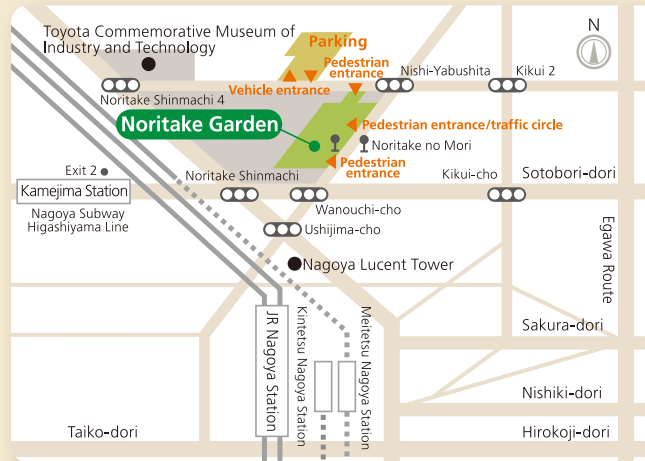 Toyota Commemorative Museum of
Industry and Technology
Parking
N
Pedestrian
entrance
Vehicle entrance
Nishi-Yabushita
Kikui 2
Noritake Shinmachi 4
Noritake Garden
Pedestrian entrance/traffic circle
Noritake no Mori
Pedestrian
entrance
Exit 2
Noritake Shinmachi
Kikui-cho
Sotobori-dori
Kamejima Station
Nagoya Subway
Higashiyama Line
Wanouchi-cho
Ushijima-cho
Egawa Route
Nagoya Lucent Tower
JR Nagoya Station
Kintetsu Nagoya Station
Meitetsu Nagoya Station
Sakura-dori
Nishiki-dori
Taiko-dori
Hirokoji-dori